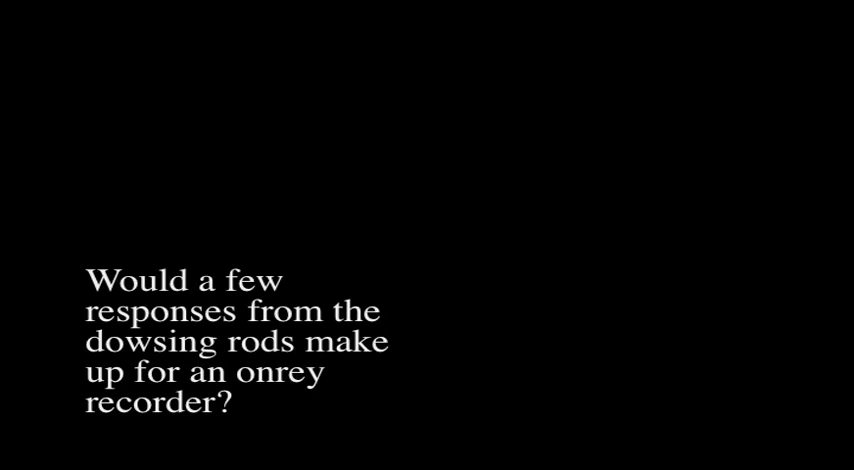 Would a few
responses from the
dowsing rods make
up for an onrey
recorder?